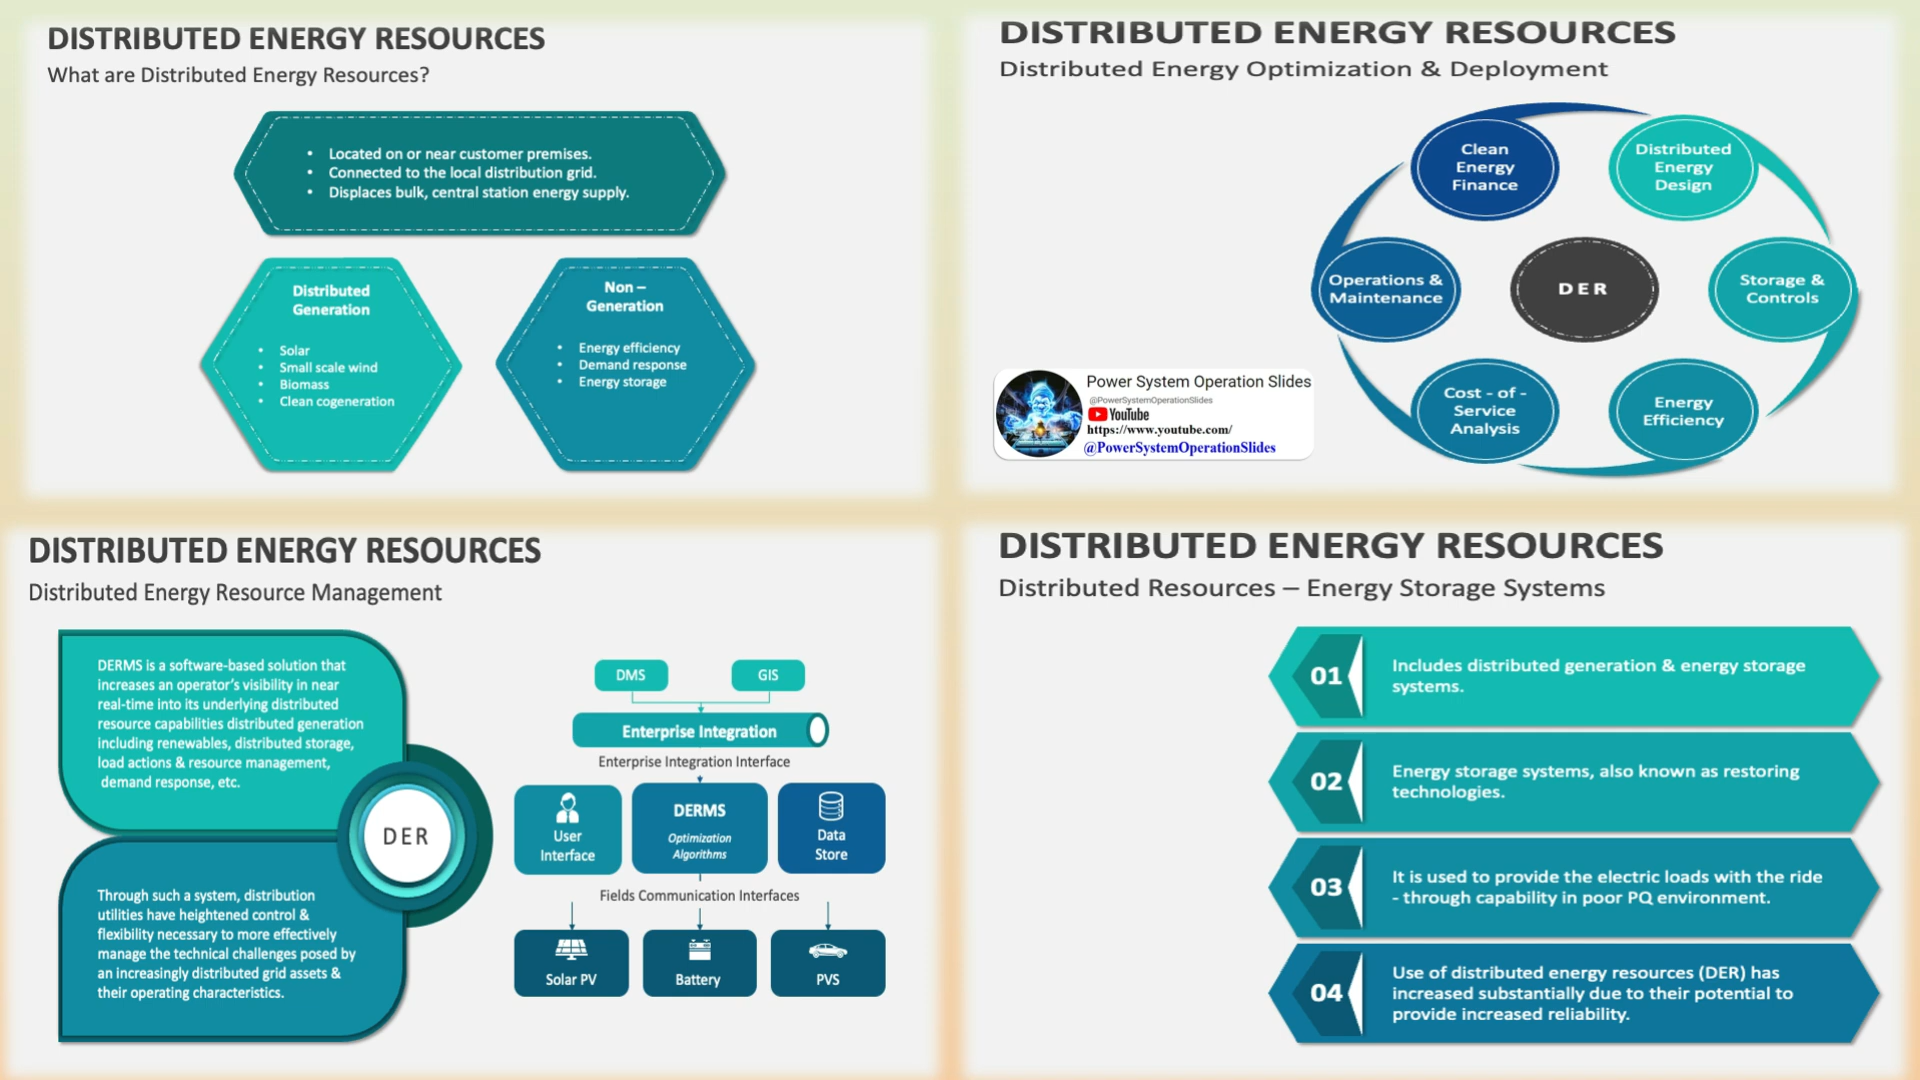 DISTRIBUTED ENERGY RESOURCES
What are Distributed Energy Resources?
• Located on or near customer premises.
• Connected to the local distribution grid.
• Displaces bulk, central station energy supply.
Distributed
Generation
• Solar
• Small scale wind
• Biomass
• Clean cogeneration
Non –
Generation
• Energy efficiency
• Demand response
• Energy storage
DISTRIBUTED ENERGY RESOURCES
Distributed Energy Optimization & Deployment
Clean
Energy
Finance
Distributed
Energy
Design
Operations &
Maintenance
DER
Storage &
Controls
Cost - of -
Service
Analysis
Energy
Efficiency
Power System Operation Slides
@PowerSystemOperationSlides
YouTube
https://www.youtube.com/
@PowerSystemOperationSlides
DISTRIBUTED ENERGY RESOURCES
Distributed Energy Resource Management
DERMS is a software-based solution that
increases an operator's visibility in near
real-time into its underlying distributed
resource capabilities distributed generation
including renewables, distributed storage,
load actions & resource management,
demand response, etc.
DER
Through such a system, distribution
utilities have heightened control &
flexibility necessary to more effectively
manage the technical challenges posed by
an increasingly distributed grid assets &
their operating characteristics.
DMS
GIS
Enterprise Integration
Enterprise Integration Interface
User
Interface
DERMS
Optimization
Algorithms
Data
Store
Fields Communication Interfaces
Solar PV
Battery
PVS
DISTRIBUTED ENERGY RESOURCES
Distributed Resources – Energy Storage Systems
01
Includes distributed generation & energy storage
systems.
02
Energy storage systems, also known as restoring
technologies.
03
It is used to provide the electric loads with the ride
- through capability in poor PQ environment.
04
Use of distributed energy resources (DER) has
increased substantially due to their potential to
provide increased reliability.